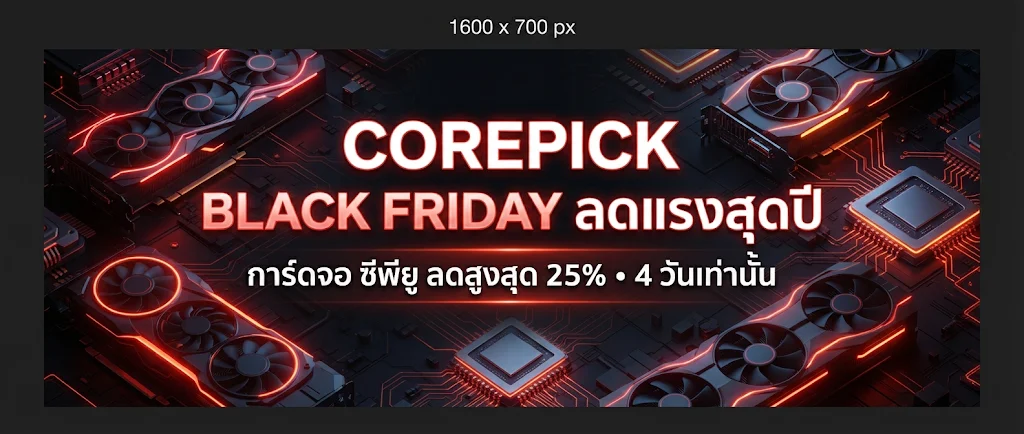 1600 x 700 px
COREPICK
BLACK FRIDAY ลดแรงสุดปี
การ์ดจอ ซีพียู ลดสูงสุด 25% • 4 วันเท่านั้น